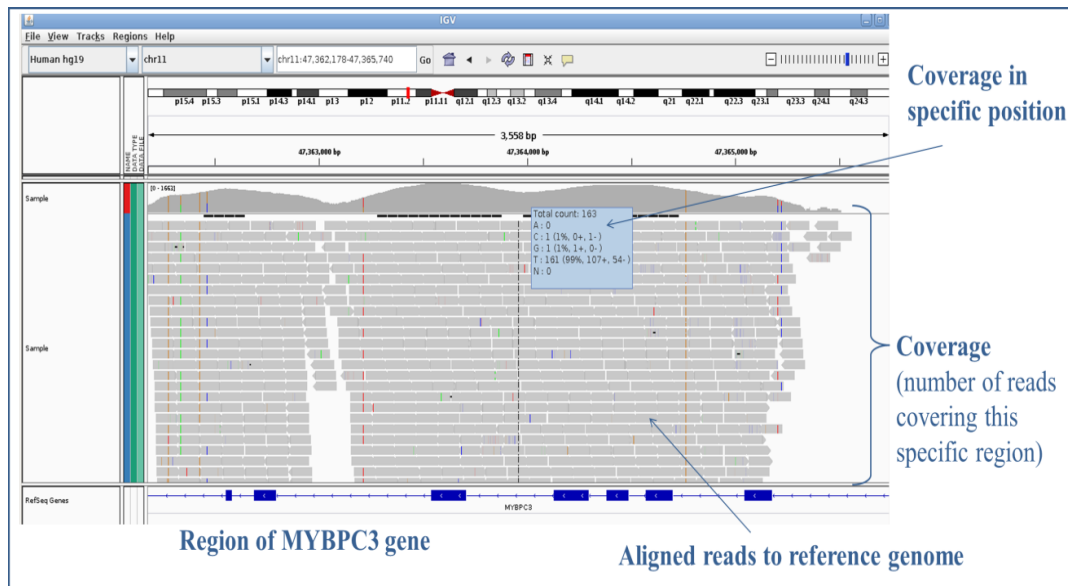 IGV
File View Tracks Regions Help
Human hg19 chr11 chr11:47,362,178-47,365,740 Go
p15.4 p15.3 p15.1 p14.3 p14.1 p13 p12 p11.2 p11.11 q12.1 q12.3 q13.2 q13.4 q14.1 q14.2 q21 q22.1 q22.3 q23.1 q23.3 q24.1 q24.3
3,558 bp
47,363,000 bp 47,364,000 bp 47,365,000 bp
NAME
DATA TYPE
DATA FILE
Coverage in
specific position
Sample
[0 - 166]
Total count: 163
A : 0
C : 1 (1%, 0+, 1-)
G : 1 (1%, 1+, 0-)
T : 161 (99%, 107+, 54-)
N : 0
Sample
Coverage
(number of reads
covering this
specific region)
RefSeq Genes
MYBPC3
Region of MYBPC3 gene
Aligned reads to reference genome